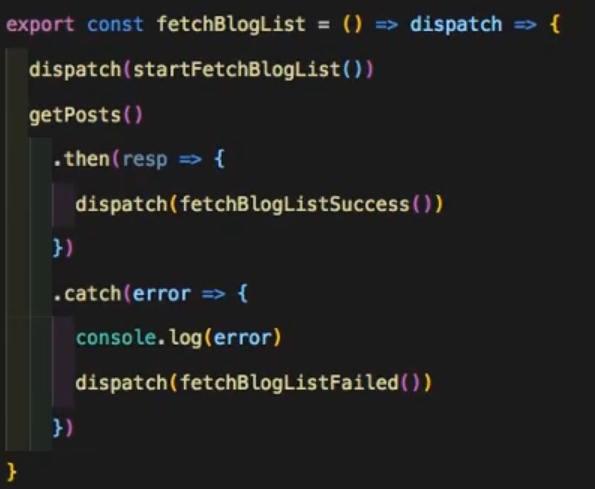 export const fetchBlogList = () => dispatch => {
dispatch(startFetchBlogList())
getPosts()
.then(resp => {
dispatch(fetchBlogListSuccess())
})
.catch(error => {
console.log(error)
dispatch(fetchBlogListFailed())
})
}